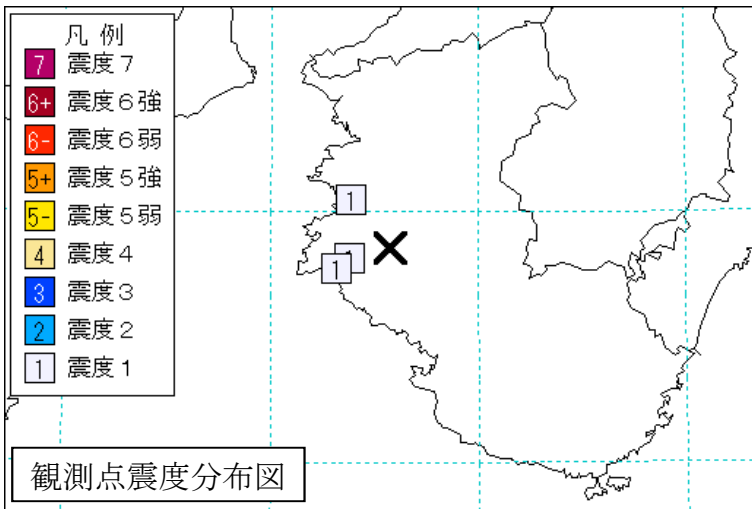 凡 例
7 震度７
6+ 震度６強
6- 震度６弱
5+ 震度５強
5- 震度５弱
4 震度４
3 震度３
2 震度２
1 震度１
1
1
1
観測点震度分布図